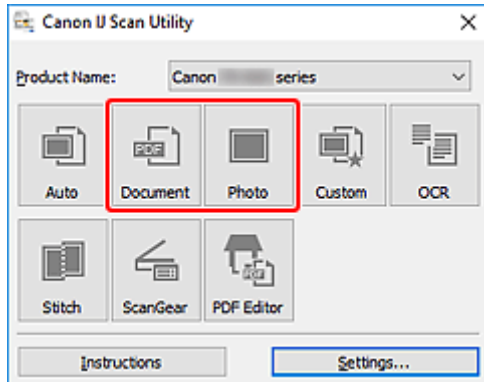 Canon IJ Scan Utility
Product Name: Canon series
Auto Document Photo Custom OCR
Stitch ScanGear PDF Editor
Instructions Settings...